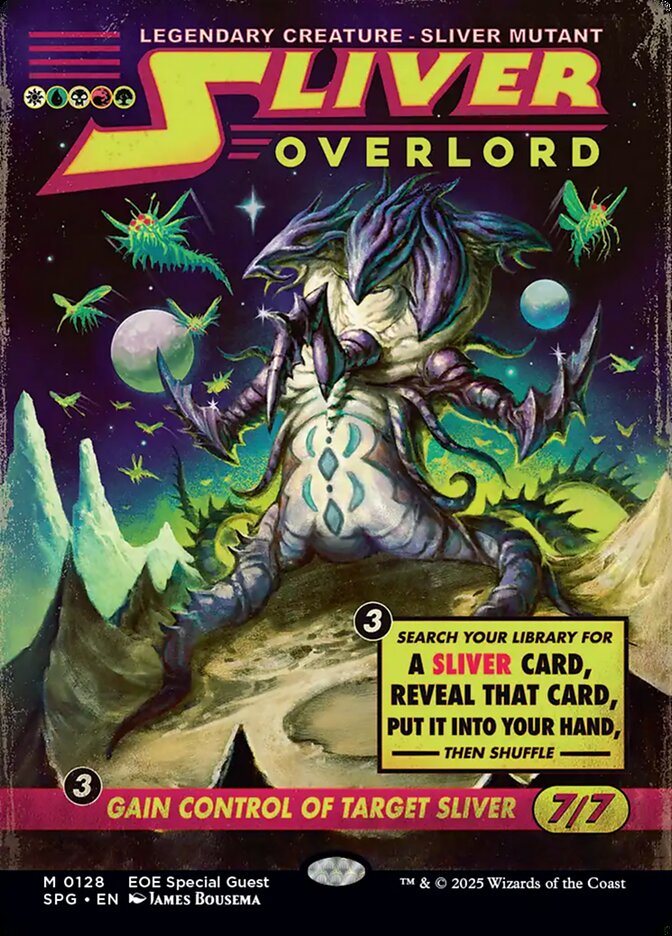 LEGENDARY CREATURE - SLIVER MUTANT
SLIVER
OVERLORD
3
SEARCH YOUR LIBRARY FOR
A SLIVER CARD,
REVEAL THAT CARD,
PUT IT INTO YOUR HAND,
THEN SHUFFLE
3
GAIN CONTROL OF TARGET SLIVER
7/7
M 0128 EOE Special Guest
SPG • EN JAMES BOUSEMA
™ & © 2025 Wizards of the Coast